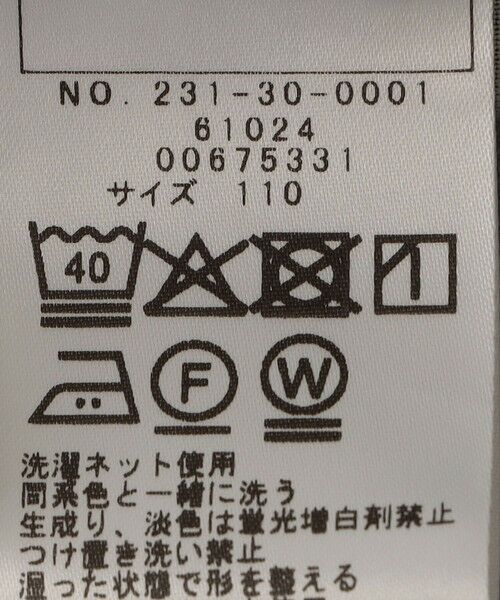 NO. 231-30-0001
61024
00675331
サイズ 110
40
F W
洗濯ネット使用
同系色と一緒に洗う
生成り、淡色は蛍光増白剤禁止
つけ置き洗い禁止
湿った状態で形を整える